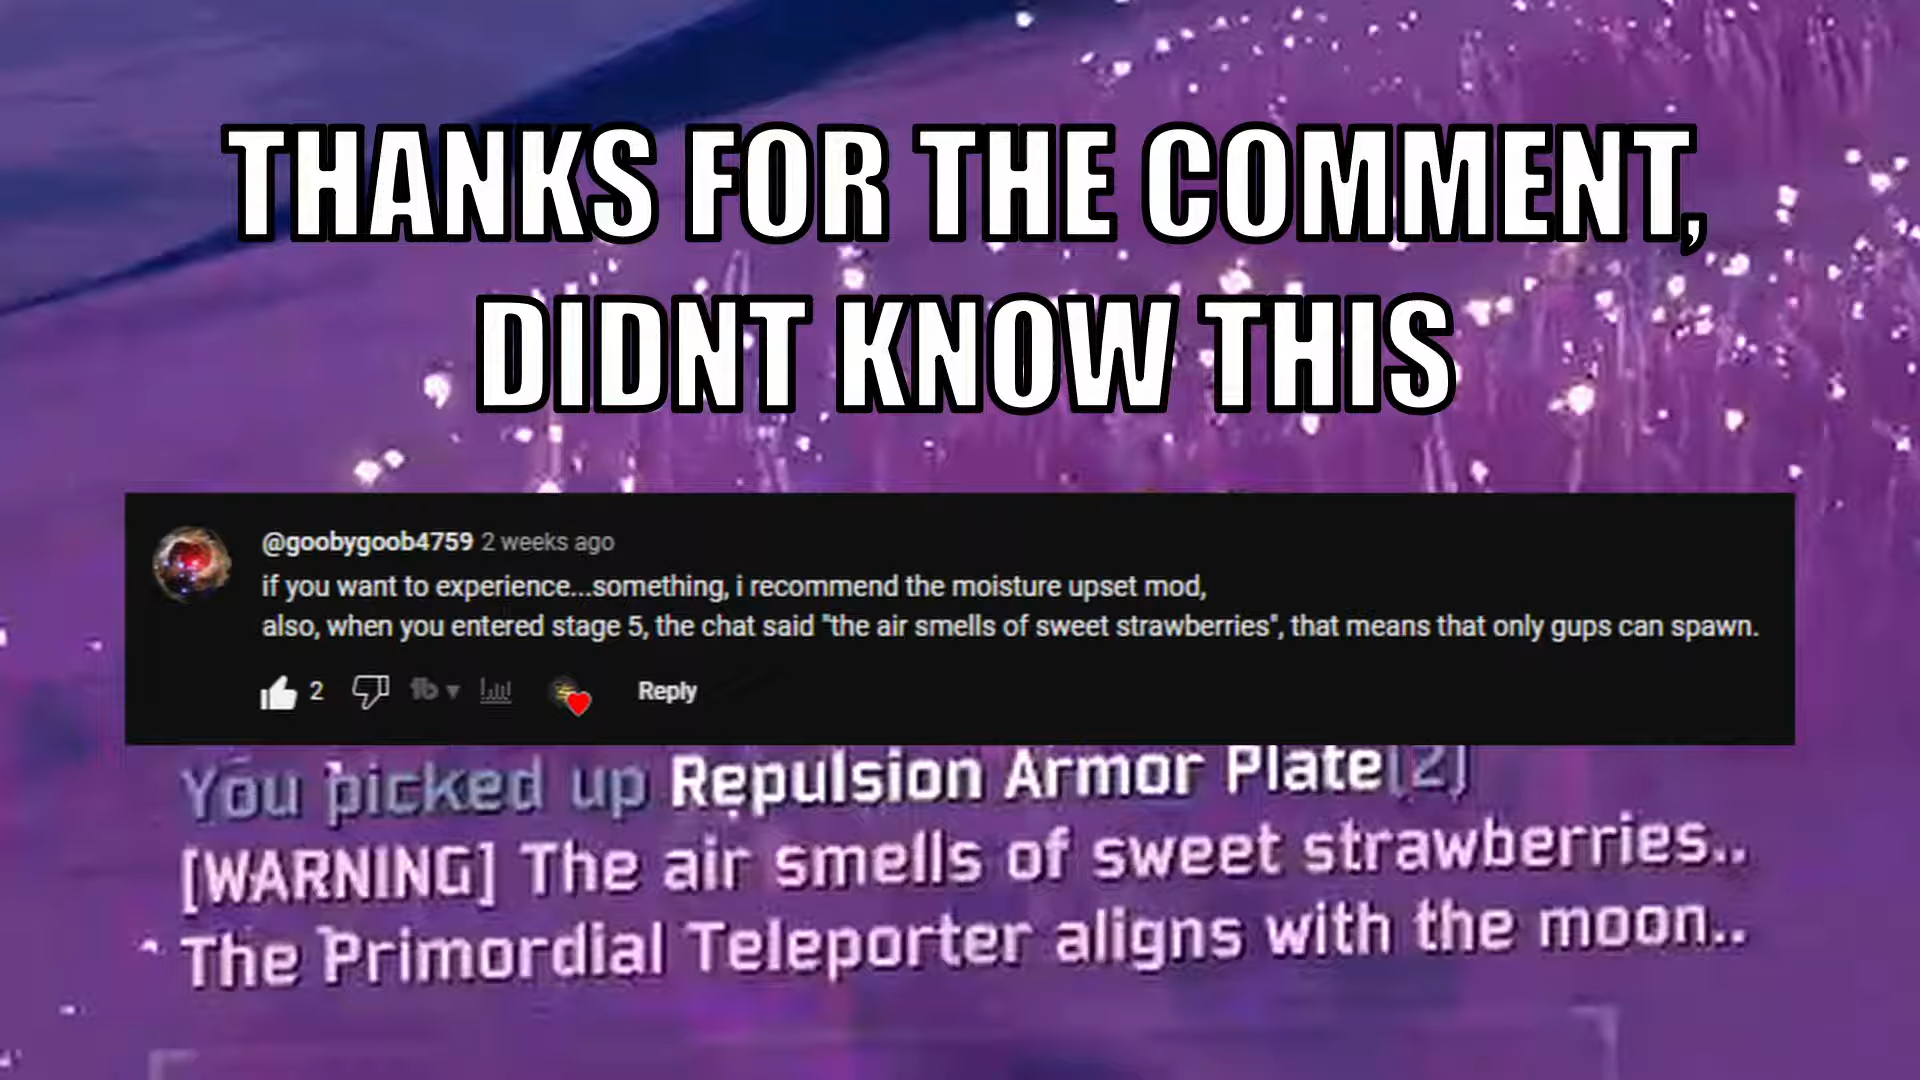 THANKS FOR THE COMMENT,
DIDNT KNOW THIS
@goobygoob4759 2 weeks ago
if you want to experience...something, i recommend the moisture upset mod,
also, when you entered stage 5, the chat said "the air smells of sweet strawberries", that means that only gups can spawn.
2 Reply
You picked up Repulsion Armor Plate(2)
[WARNING] The air smells of sweet strawberries..
The Primordial Teleporter aligns with the moon..